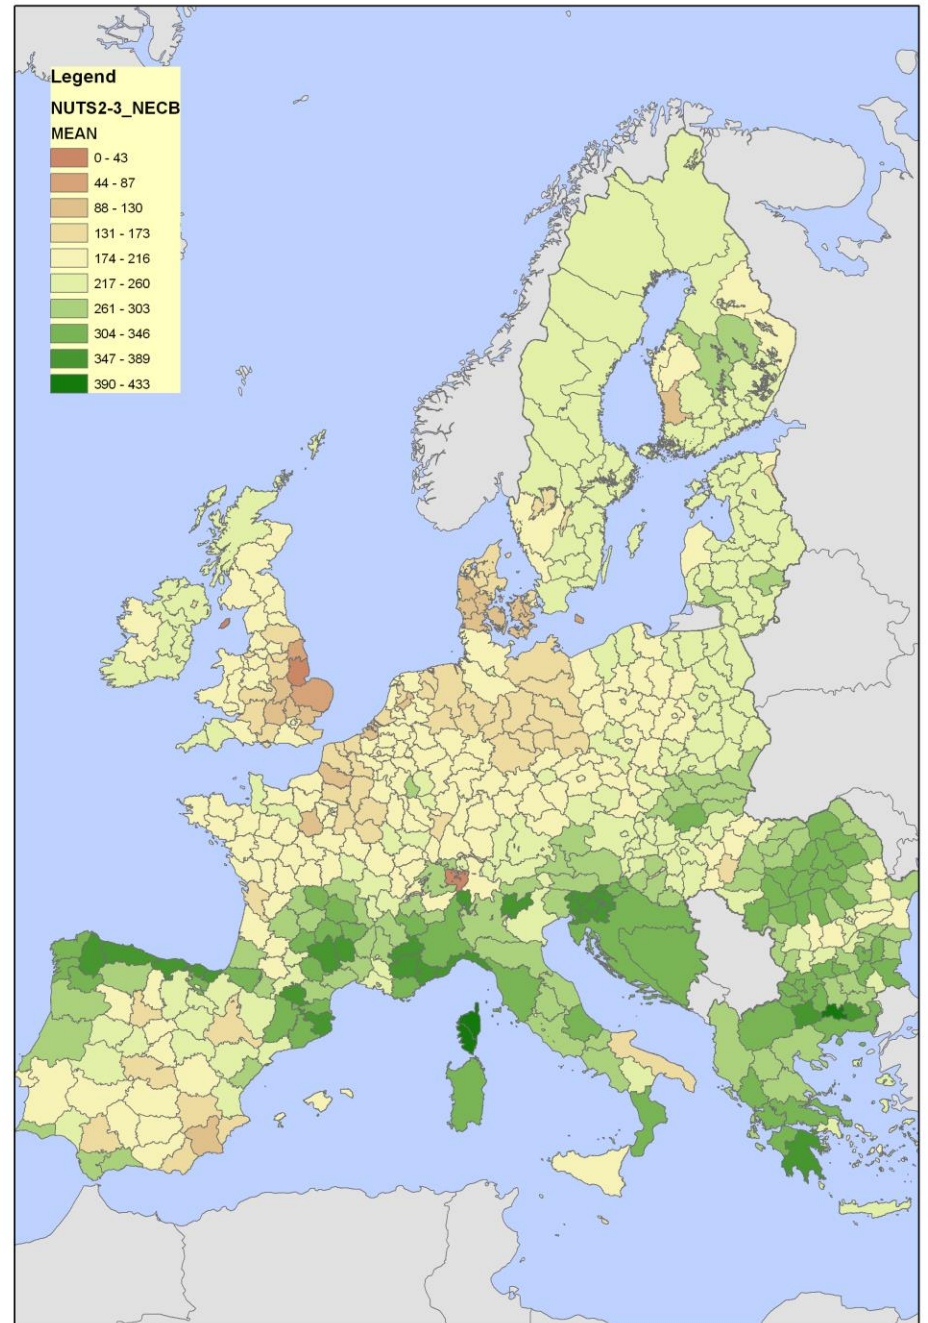 Legend
NUTS2-3_NECB
MEAN
0 - 43
44 - 87
88 - 130
131 - 173
174 - 216
217 - 260
261 - 303
304 - 346
347 - 389
390 - 433